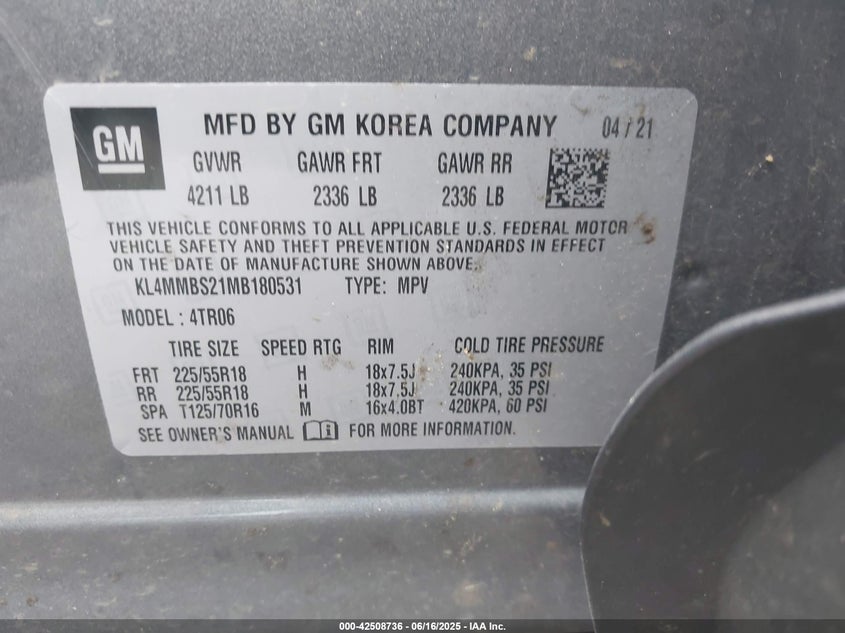 GM
MFD BY GM KOREA COMPANY 04/21
GVWR GAWR FRT GAWR RR
4211 LB 2336 LB 2336 LB
THIS VEHICLE CONFORMS TO ALL APPLICABLE U.S. FEDERAL MOTOR
VEHICLE SAFETY AND THEFT PREVENTION STANDARDS IN EFFECT
ON THE DATE OF MANUFACTURE SHOWN ABOVE.
KL4MMBS21MB180531 TYPE: MPV
MODEL : 4TR06
TIRE SIZE SPEED RTG RIM COLD TIRE PRESSURE
FRT 225/55R18 H 18x7.5J 240KPA, 35 PSI
RR 225/55R18 H 18x7.5J 240KPA, 35 PSI
SPA T125/70R16 M 16x4.0BT 420KPA, 60 PSI
SEE OWNER'S MANUAL FOR MORE INFORMATION.
000-42508736 - 06/16/2025 - IAA Inc.